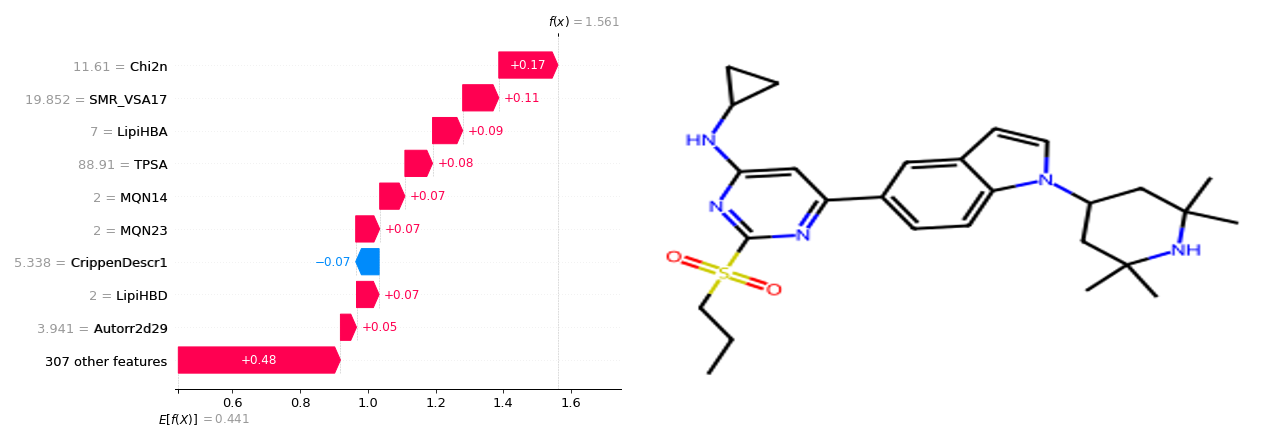 f(x) = 1.561
11.61 = Chi2n
+0.17
19.852 = SMR_VSA17
+0.11
7 = LipiHBA
+0.09
88.91 = TPSA
+0.08
2 = MQN14
+0.07
2 = MQN23
+0.07
5.338 = CrippenDescr1
−0.07
2 = LipiHBD
+0.07
3.941 = Autorr2d29
+0.05
307 other features
+0.48
0.6 0.8 1.0 1.2 1.4 1.6
E[f(X)] = 0.441
HN
N
N
N
NH
O
S
O